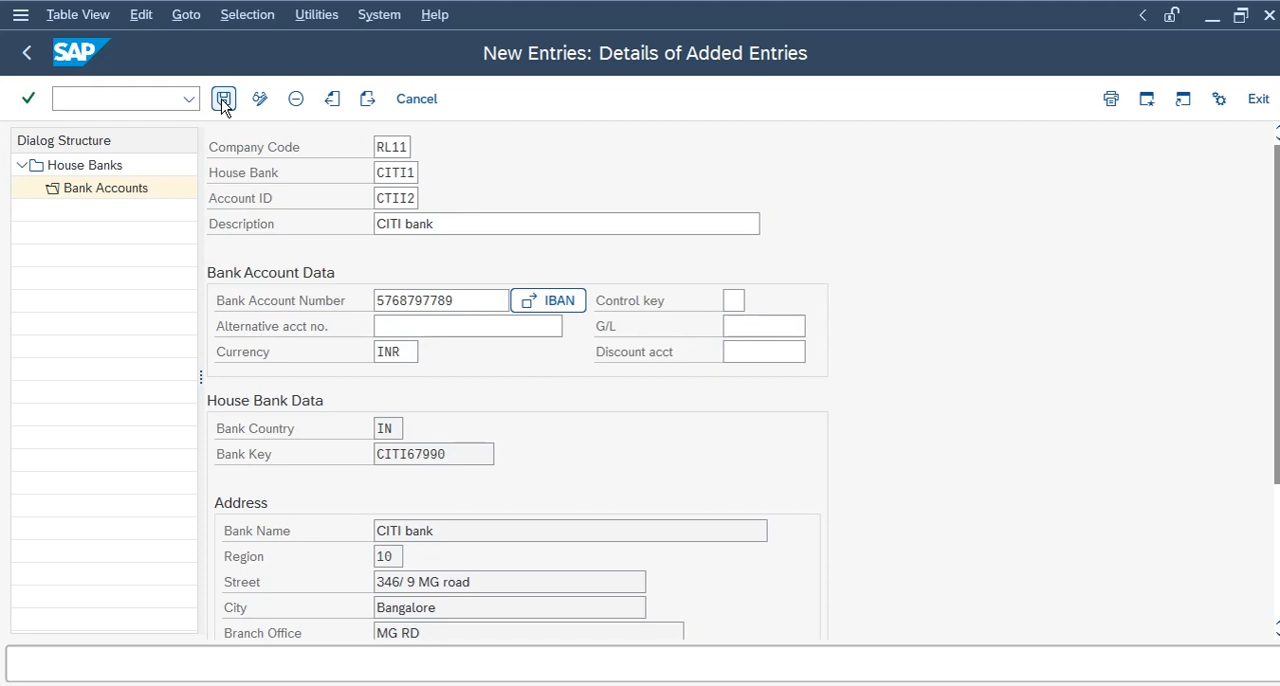 Table View Edit Goto Selection Utilities System Help
SAP New Entries: Details of Added Entries
Cancel Exit
Dialog Structure
House Banks
Bank Accounts
Company Code RL11
House Bank CITI1
Account ID CTII2
Description CITI bank
Bank Account Data
Bank Account Number 5768797789 IBAN Control key
Alternative acct no. G/L
Currency INR Discount acct
House Bank Data
Bank Country IN
Bank Key CITI67990
Address
Bank Name CITI bank
Region 10
Street 346/ 9 MG road
City Bangalore
Branch Office MG RD